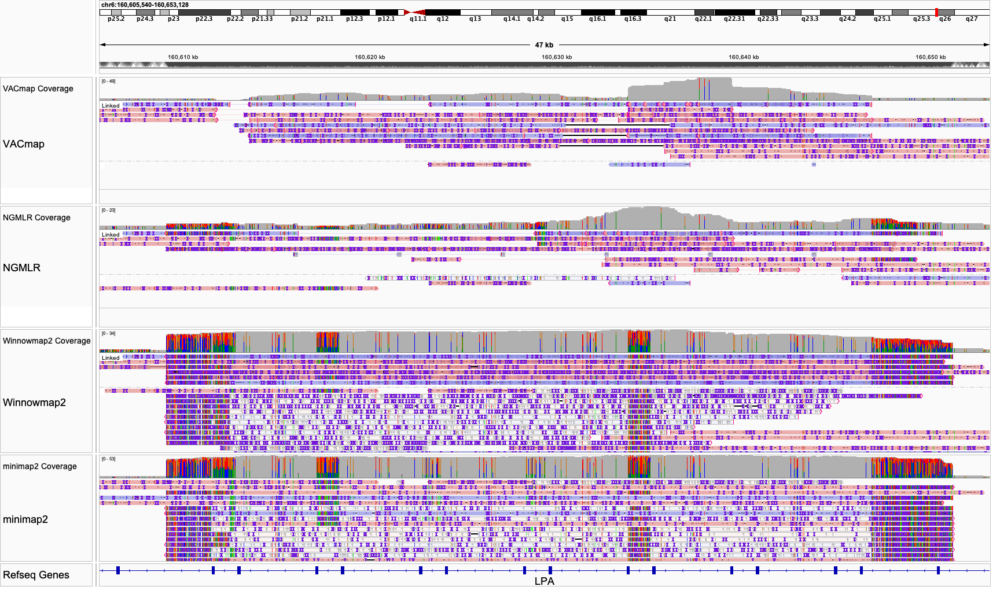 chr6:160,605,540-160,653,128
p25.2 p24.3 p23 p22.3 p22.2 p21.33 p21.2 p21.1 p12.3 p12.1 q11.1 q12 q13 q14.1 q14.2 q15 q16.1 q16.3 q21 q22.1 q22.31 q22.33 q23.3 q24.2 q25.1 q25.3 q26 q27
47 kb
160,610 kb 160,620 kb 160,630 kb 160,640 kb 160,650 kb
[0 - 49]
VACmap Coverage
Linked
VACmap
[0 - 23]
NGMLR Coverage
Linked
NGMLR
[0 - 34]
Winnowmap2 Coverage
Linked
Winnowmap2
[0 - 53]
minimap2 Coverage
minimap2
Refseq Genes
LPA